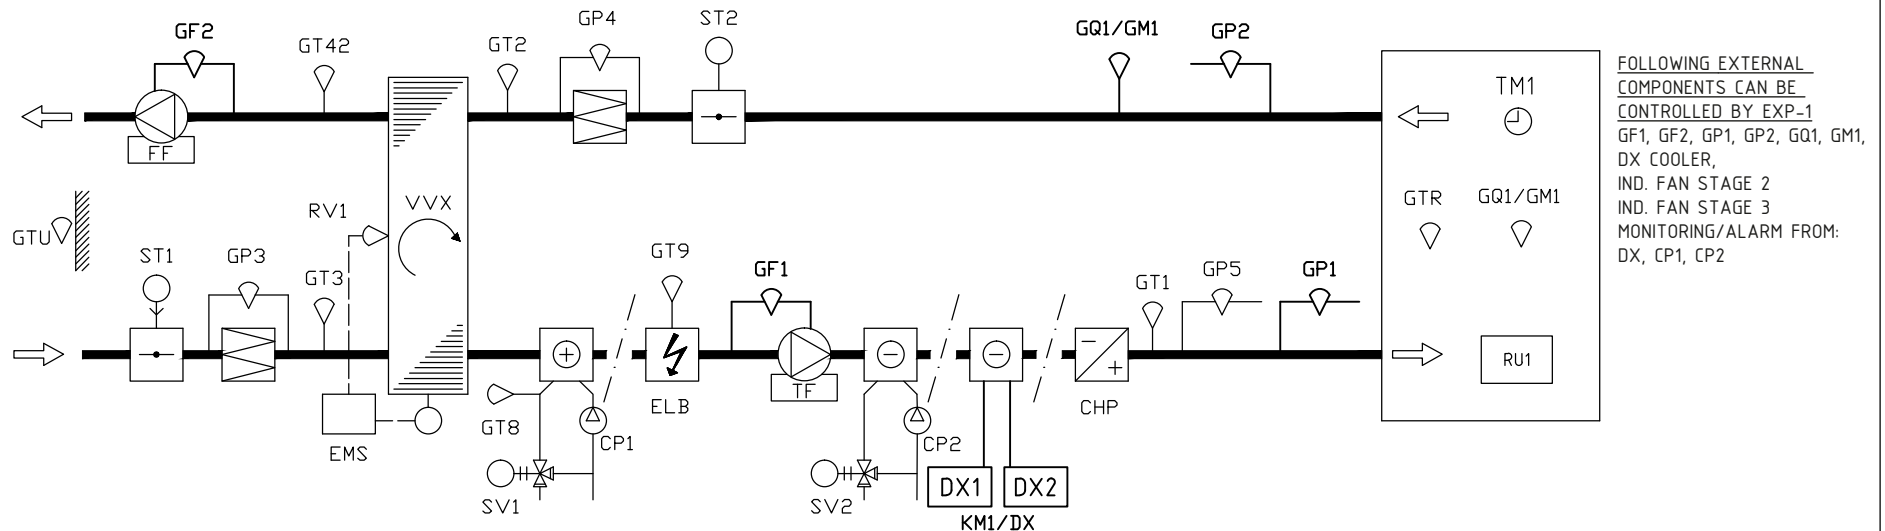 GF2
GT42
GT2
GP4
ST2
GQ1/GM1
GP2
FOLLOWING EXTERNAL
COMPONENTS CAN BE
CONTROLLED BY EXP-1
GF1, GF2, GP1, GP2, GQ1, GM1,
DX COOLER,
IND. FAN STAGE 2
IND. FAN STAGE 3
MONITORING/ALARM FROM:
DX, CP1, CP2
TM1
FF
GTU
RV1
VVX
GTR
GQ1/GM1
ST1
GP3
GT3
GT9
GF1
GT1
GP5
GP1
RU1
TF
ELB
CHP
EMS
GT8
CP1
CP2
SV1
SV2
DX1
DX2
KM1/DX